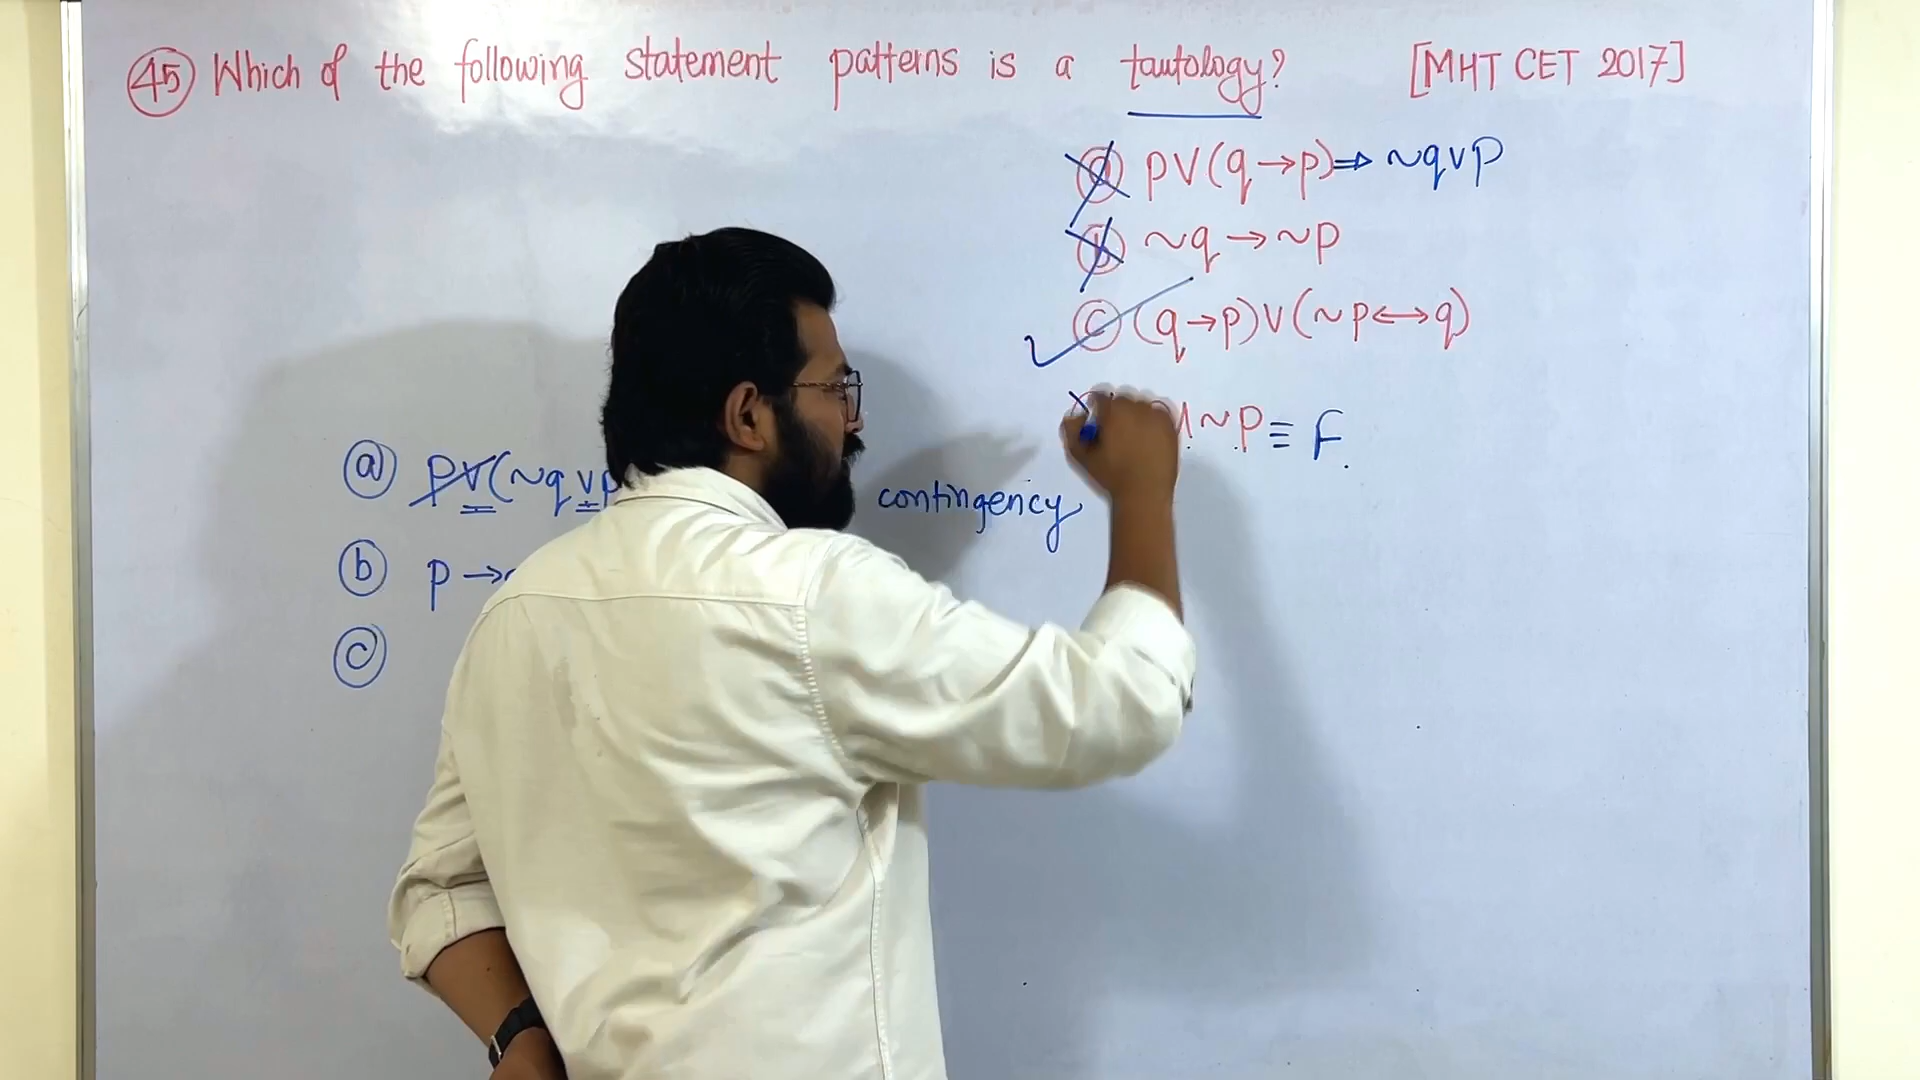 45 Which of the following statement patterns is a tautology? [MHT CET 2017]
a p∨(q→p)⇒ ~q∨p
b ~q→~p
c (q→p)∨(~p↔q)
∧~p ≡ F
a p∨(~q∨p
contingency
b p→
c